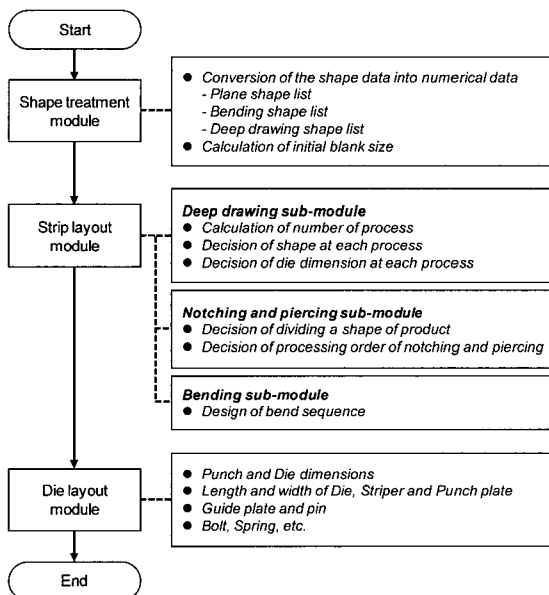 Start
Shape treatment
module
● Conversion of the shape data into numerical data
- Plane shape list
- Bending shape list
- Deep drawing shape list
● Calculation of initial blank size
Strip layout
module
Deep drawing sub-module
● Calculation of number of process
● Decision of shape at each process
● Decision of die dimension at each process
Notching and piercing sub-module
● Decision of dividing a shape of product
● Decision of processing order of notching and piercing
Bending sub-module
● Design of bend sequence
Die layout
module
● Punch and Die dimensions
● Length and width of Die, Striper and Punch plate
● Guide plate and pin
● Bolt, Spring, etc.
End